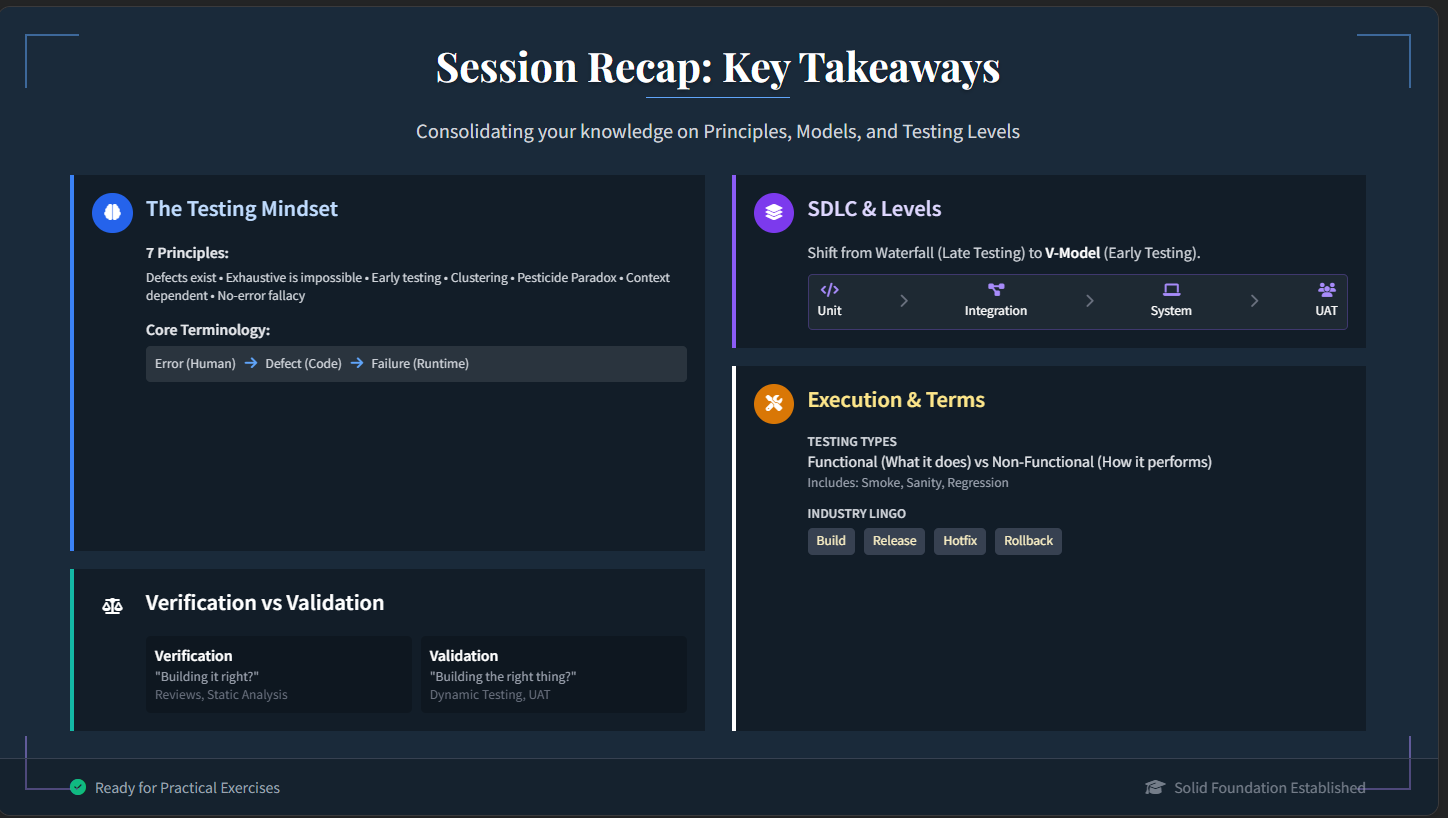 Session Recap: Key Takeaways
Consolidating your knowledge on Principles, Models, and Testing Levels
The Testing Mindset
7 Principles:
Defects exist • Exhaustive is impossible • Early testing • Clustering • Pesticide Paradox • Context
dependent • No-error fallacy
Core Terminology:
Error (Human) → Defect (Code) → Failure (Runtime)
Verification vs Validation
Verification
"Building it right?"
Reviews, Static Analysis
Validation
"Building the right thing?"
Dynamic Testing, UAT
SDLC & Levels
Shift from Waterfall (Late Testing) to V-Model (Early Testing).
Unit
Integration
System
UAT
Execution & Terms
TESTING TYPES
Functional (What it does) vs Non-Functional (How it performs)
Includes: Smoke, Sanity, Regression
INDUSTRY LINGO
Build
Release
Hotfix
Rollback
Ready for Practical Exercises
Solid Foundation Established